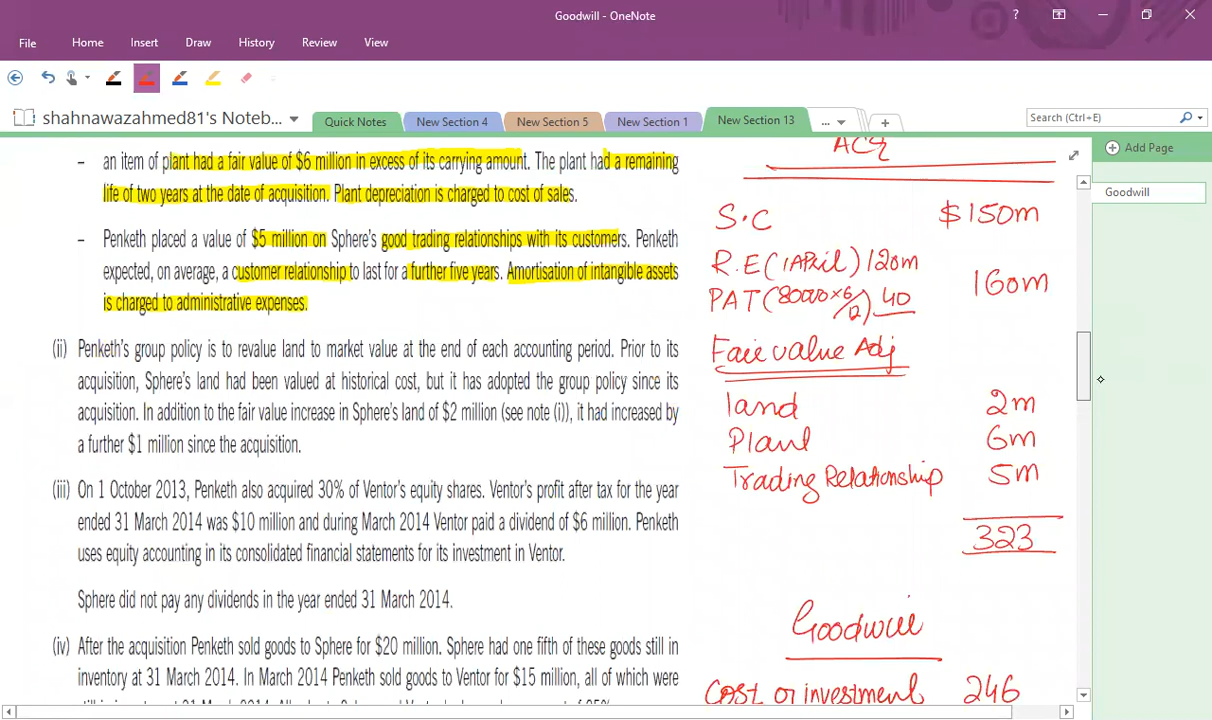 Goodwill - OneNote
?
File Home Insert Draw History Review View
shahnawazahmed81's Noteb...
Quick Notes
New Section 4
New Section 5
New Section 1
New Section 13
...
Search (Ctrl+E)
Add Page
Goodwill
– an item of plant had a fair value of $6 million in excess of its carrying amount. The plant had a remaining
life of two years at the date of acquisition. Plant depreciation is charged to cost of sales.
– Penketh placed a value of $5 million on Sphere's good trading relationships with its customers. Penketh
expected, on average, a customer relationship to last for a further five years. Amortisation of intangible assets
is charged to administrative expenses.
(ii) Penketh's group policy is to revalue land to market value at the end of each accounting period. Prior to its
acquisition, Sphere's land had been valued at historical cost, but it has adopted the group policy since its
acquisition. In addition to the fair value increase in Sphere's land of $2 million (see note (i)), it had increased by
a further $1 million since the acquisition.
(iii) On 1 October 2013, Penketh also acquired 30% of Ventor's equity shares. Ventor's profit after tax for the year
ended 31 March 2014 was $10 million and during March 2014 Ventor paid a dividend of $6 million. Penketh
uses equity accounting in its consolidated financial statements for its investment in Ventor.
Sphere did not pay any dividends in the year ended 31 March 2014.
(iv) After the acquisition Penketh sold goods to Sphere for $20 million. Sphere had one fifth of these goods still in
inventory at 31 March 2014. In March 2014 Penketh sold goods to Ventor for $15 million, all of which were
ACQ
S.C $150m
R.E (1 April) 120m
PAT (80000 x 6/12) 40 160m
Fair value Adj
land 2m
Plant 6m
Trading Relationship 5m
323
Goodwill
Cost of investment 246